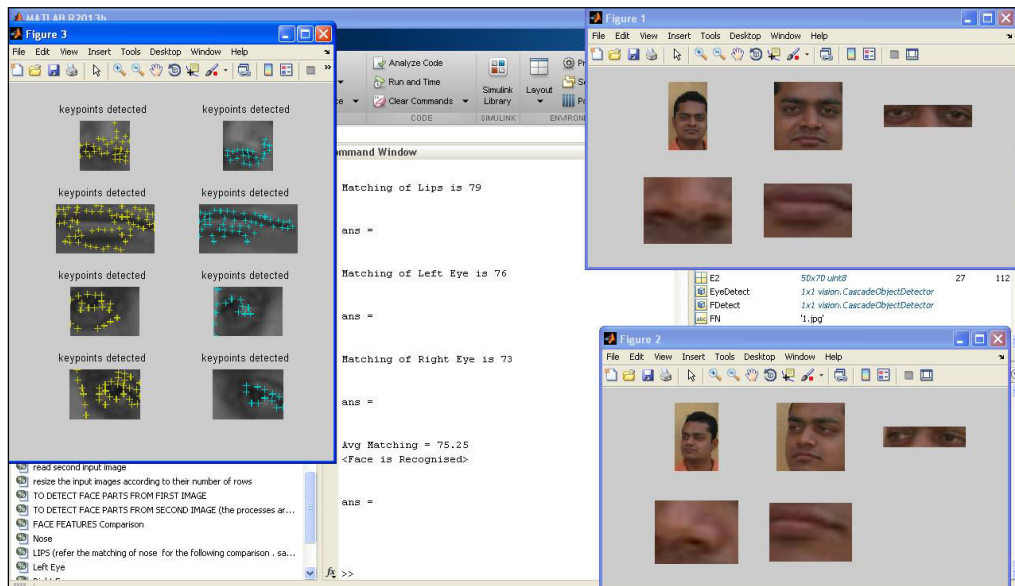 MATLAB R2013b
Figure 3
File Edit View Insert Tools Desktop Window Help
keypoints detected keypoints detected
keypoints detected keypoints detected
keypoints detected keypoints detected
keypoints detected keypoints detected
Analyze Code
Run and Time
Clear Commands
Simulink
Library
Layout
CODE
SIMULINK
Matching of Lips is 79
ans =
Matching of Left Eye is 76
ans =
Matching of Right Eye is 73
ans =
Avg Matching = 75.25
<Face is Recognised>
ans =
fx >>
read second input image
resize the input images according to their number of rows
TO DETECT FACE PARTS FROM FIRST IMAGE
TO DETECT FACE PARTS FROM SECOND IMAGE (the processes ar...
FACE FEATURES Comparison
Nose
LIPS (refer the matching of nose for the following comparison . sa...
Left Eye
Figure 1
File Edit View Insert Tools Desktop Window Help
E2 50x70 uint8 27 112
EyeDetect 1x1 vision.CascadeObjectDetector
FDetect 1x1 vision.CascadeObjectDetector
abc FN '1.jpg'
Figure 2
File Edit View Insert Tools Desktop Window Help